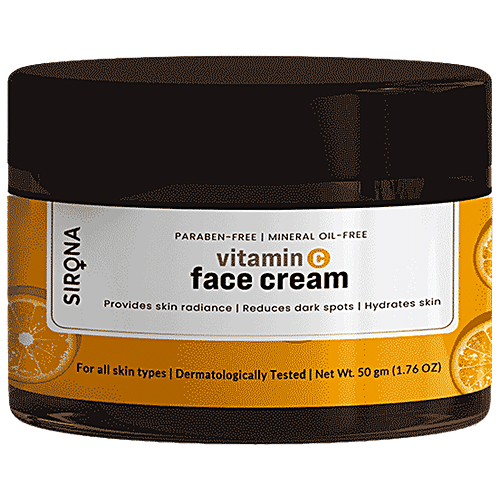 SIRONA
PARABEN-FREE | MINERAL OIL-FREE
vitamin C
face cream
Provides skin radiance | Reduces dark spots | Hydrates skin
For all skin types | Dermatologically Tested | Net Wt. 50 gm (1.76 OZ)